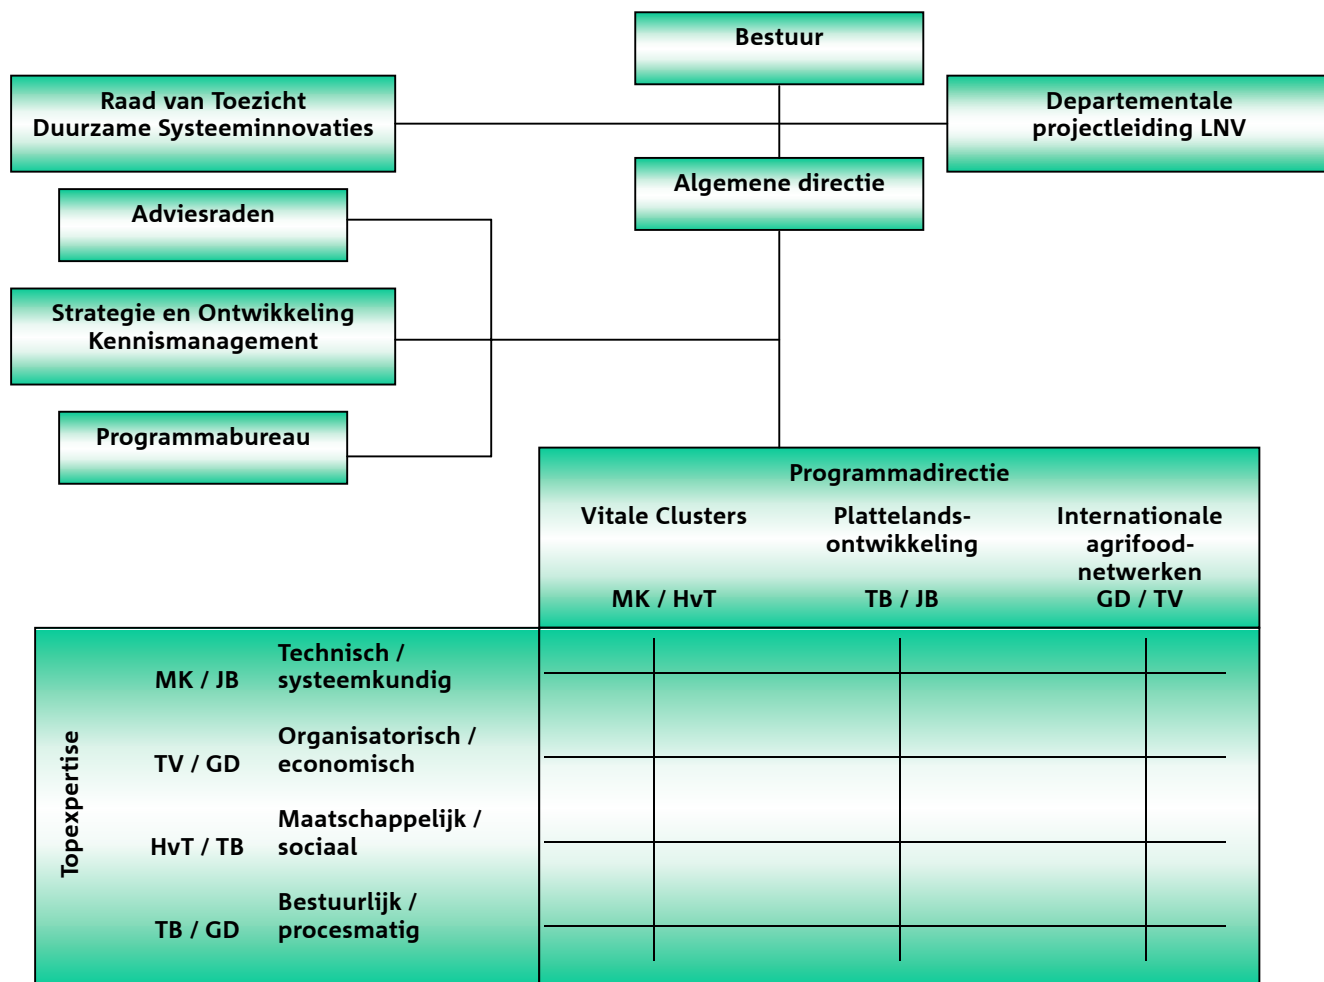 Bestuur
Raad van Toezicht
Duurzame Systeeminnovaties
Departementale
projectleiding LNV
Algemene directie
Adviesraden
Strategie en Ontwikkeling
Kennismanagement
Programmabureau
Programmadirectie
Vitale Clusters
MK / HvT
Plattelands-
ontwikkeling
TB / JB
Internationale
agrifood-
netwerken
GD / TV
Topexpertise
MK / JB
Technisch /
systeemkundig
TV / GD
Organisatorisch /
economisch
HvT / TB
Maatschappelijk /
sociaal
TB / GD
Bestuurlijk /
procesmatig